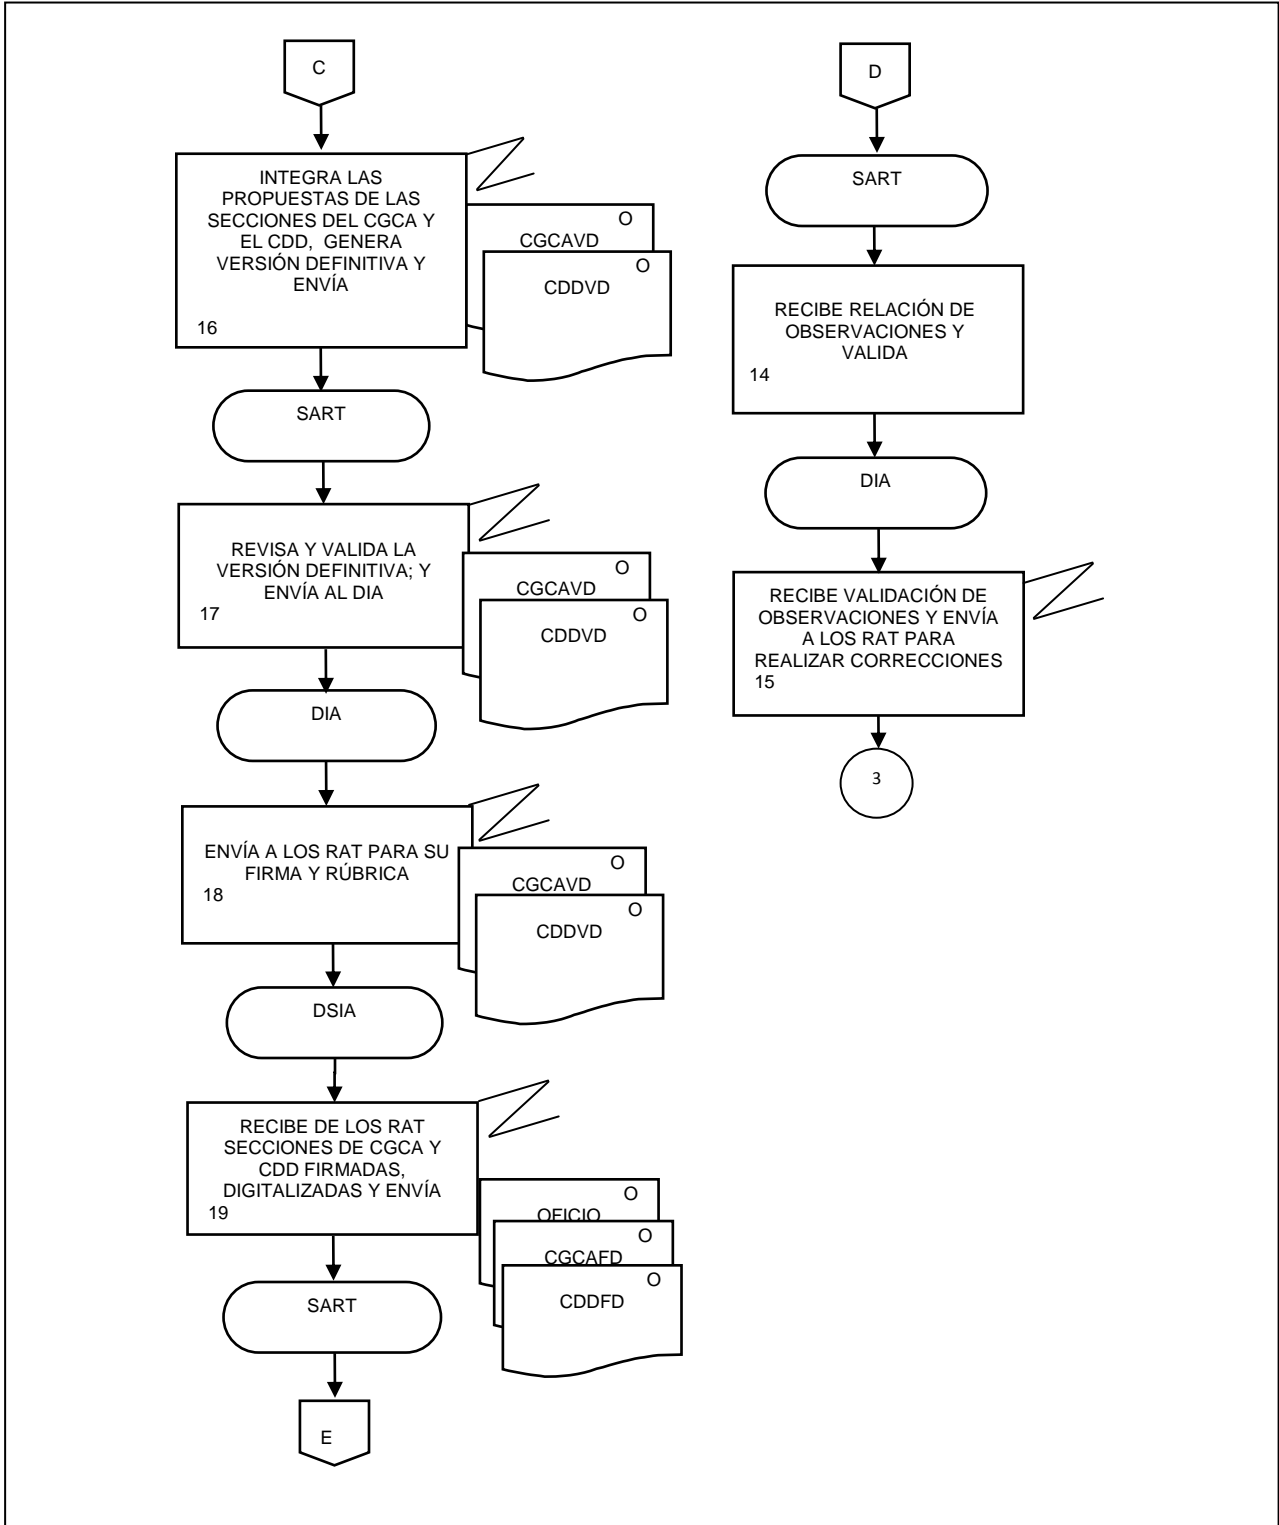 C
INTEGRA LAS
PROPUESTAS DE LAS
SECCIONES DEL CGCA Y
EL CDD, GENERA
VERSIÓN DEFINITIVA Y
ENVÍA
16
O
CGCAVD
O
CDDVD
SART
REVISA Y VALIDA LA
VERSIÓN DEFINITIVA; Y
ENVÍA AL DIA
17
O
CGCAVD
O
CDDVD
DIA
ENVÍA A LOS RAT PARA SU
FIRMA Y RÚBRICA
18
O
CGCAVD
O
CDDVD
DSIA
RECIBE DE LOS RAT
SECCIONES DE CGCA Y
CDD FIRMADAS,
DIGITALIZADAS Y ENVÍA
19
O
OFICIO
O
CGCAFD
O
CDDFD
SART
E
D
SART
RECIBE RELACIÓN DE
OBSERVACIONES Y
VALIDA
14
DIA
RECIBE VALIDACIÓN DE
OBSERVACIONES Y ENVÍA
A LOS RAT PARA
REALIZAR CORRECCIONES
15
3